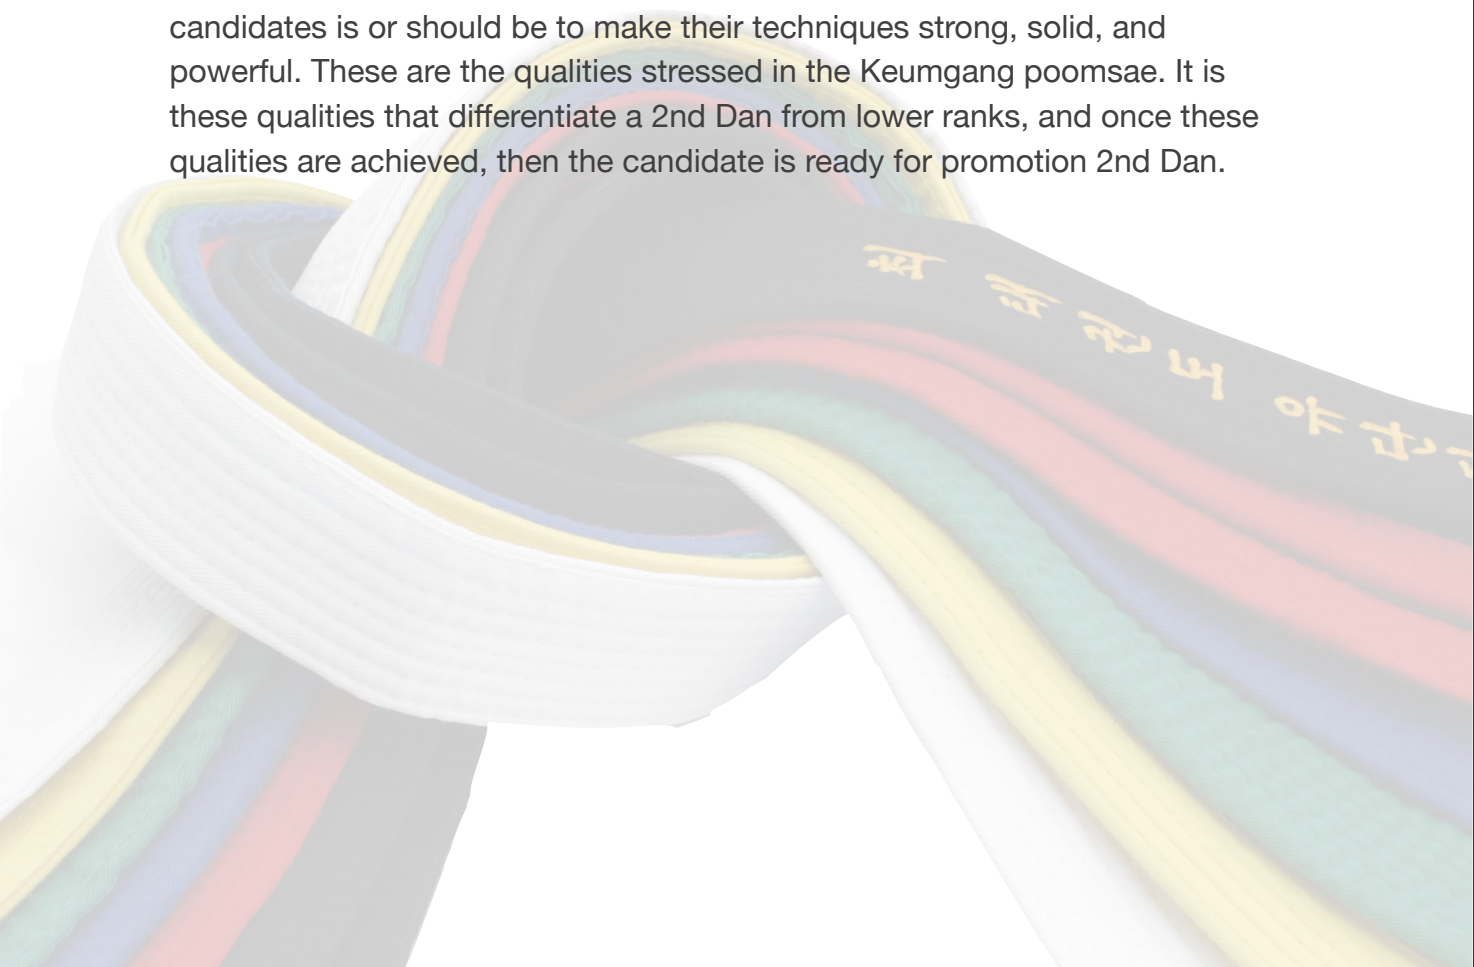 candidates is or should be to make their techniques strong, solid, and
powerful. These are the qualities stressed in the Keumgang poomsae. It is
these qualities that differentiate a 2nd Dan from lower ranks, and once these
qualities are achieved, then the candidate is ready for promotion 2nd Dan.